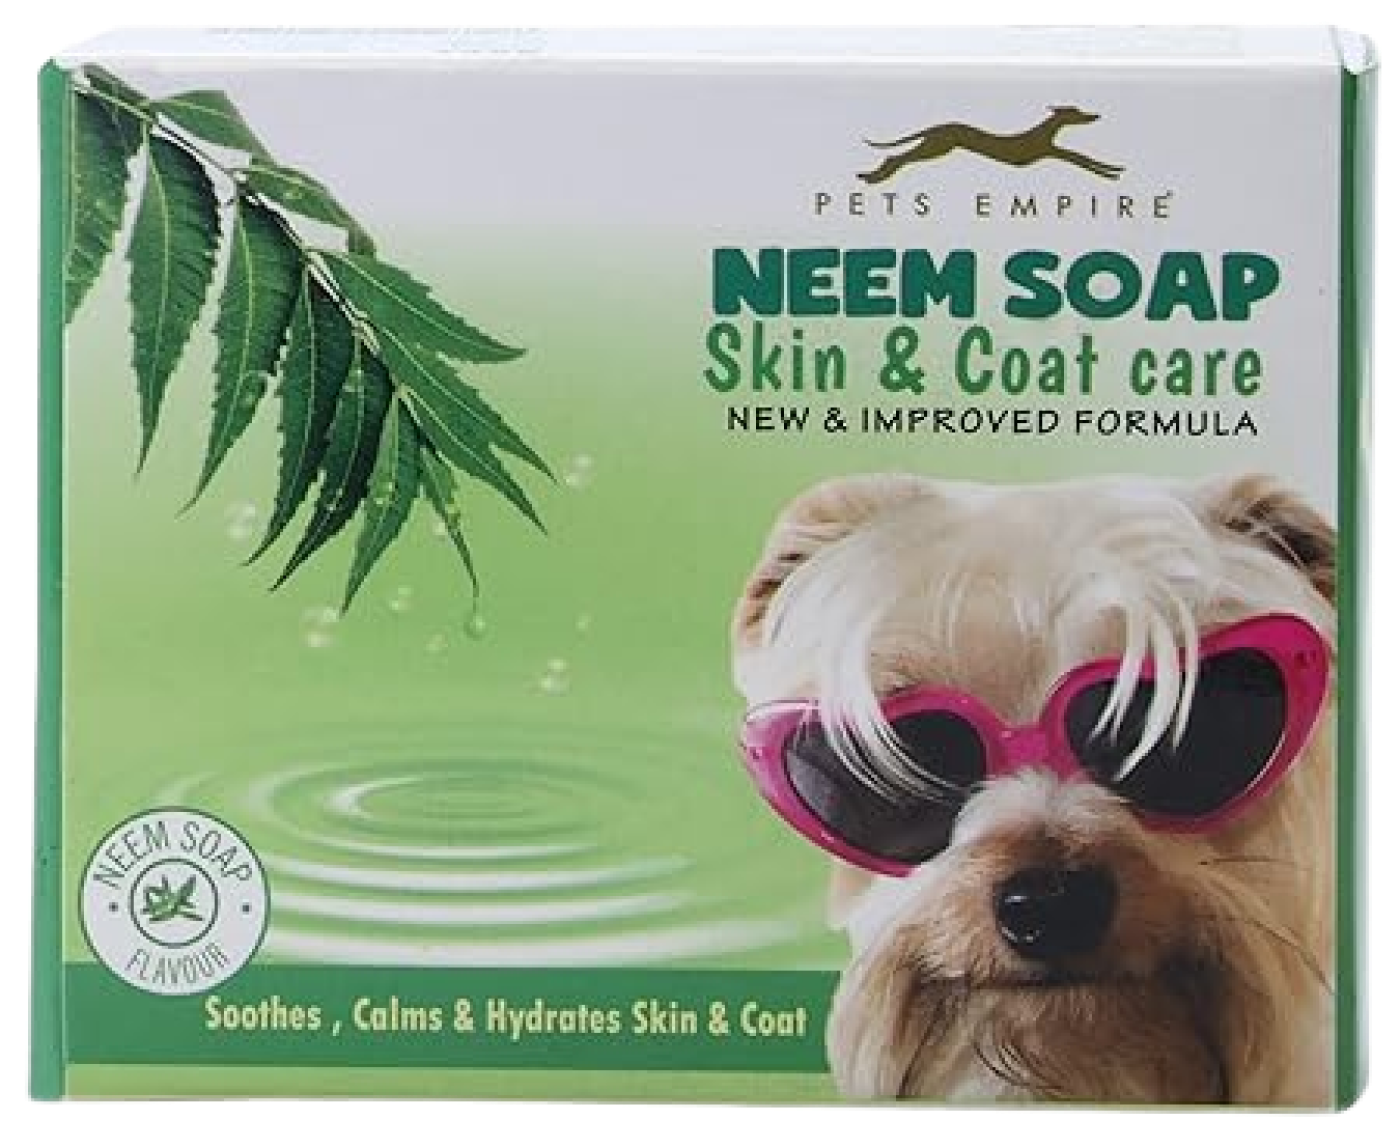 PETS EMPIRE®
NEEM SOAP
Skin & Coat care
NEW & IMPROVED FORMULA
NEEM SOAP
FLAVOUR
Soothes , Calms & Hydrates Skin & Coat